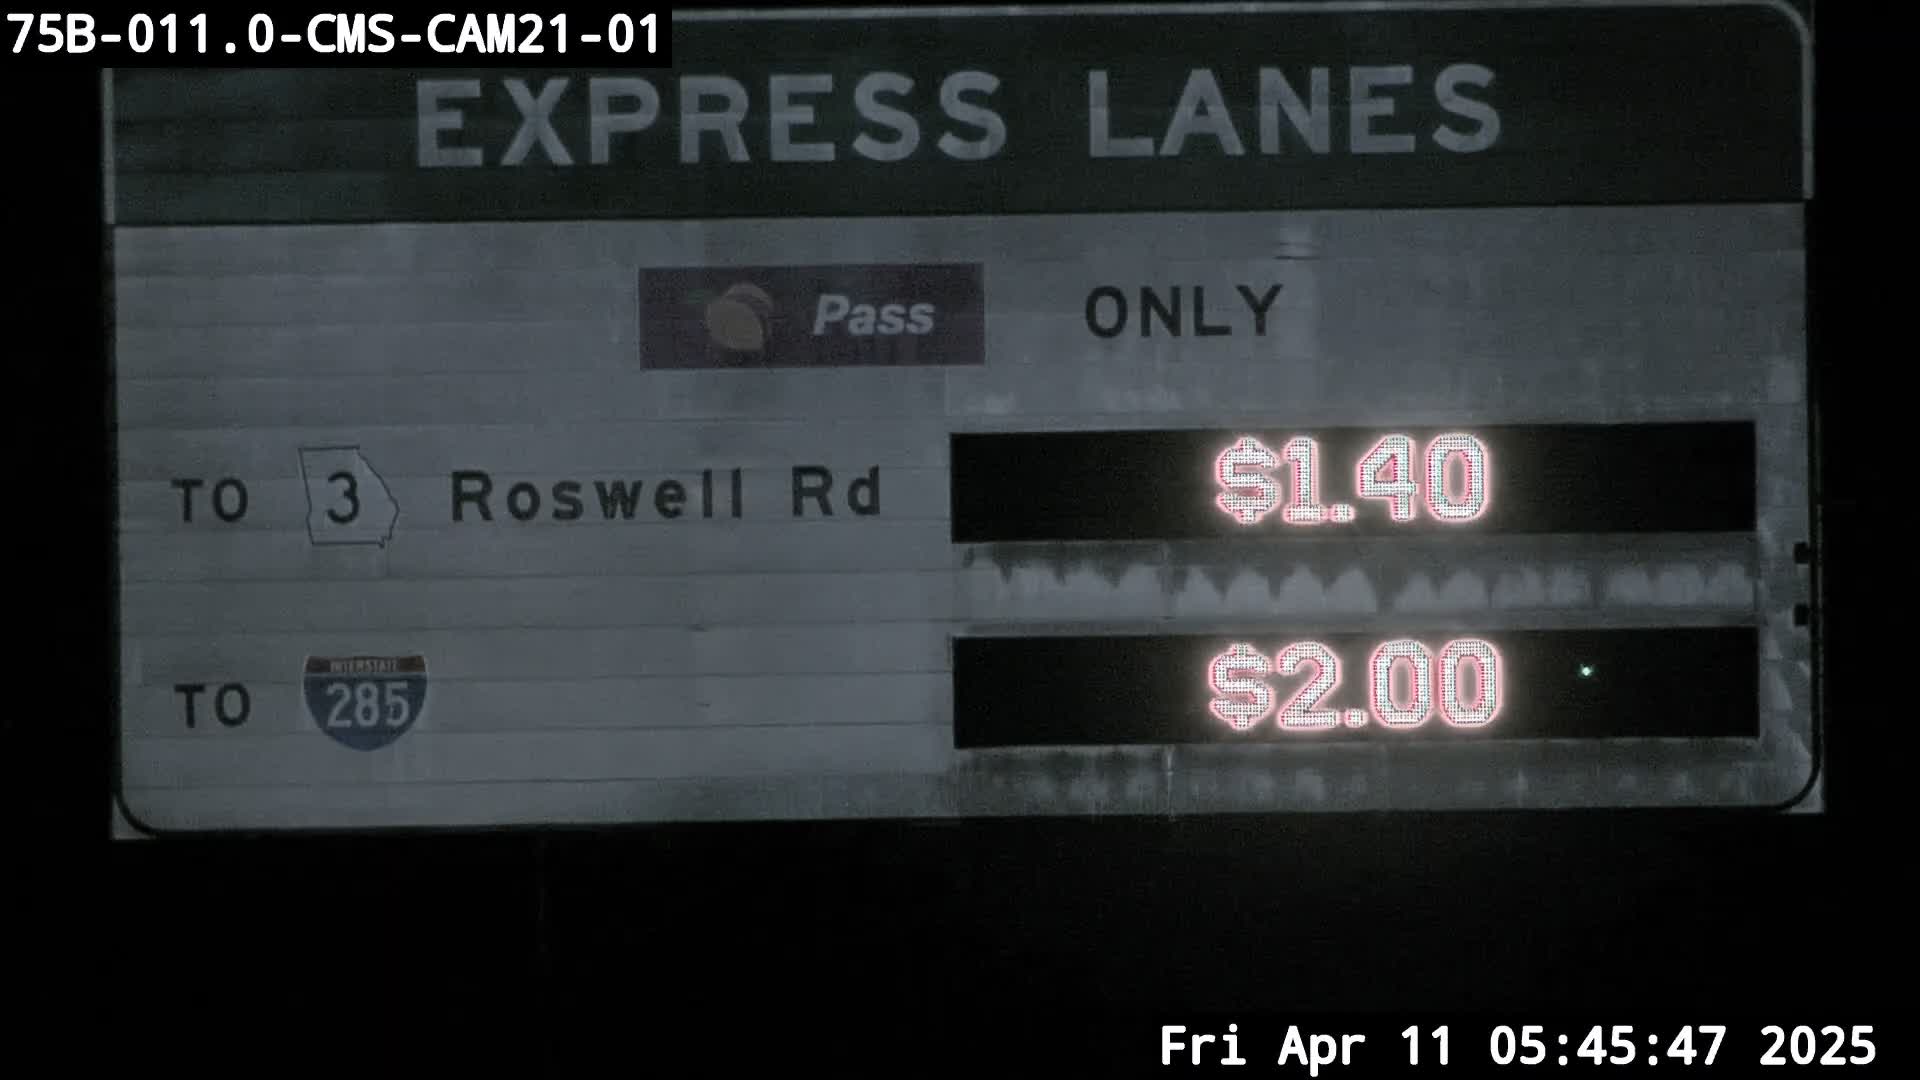 75B-011.0-CMS-CAM21-01
EXPRESS LANES
Pass ONLY
TO 3 Roswell Rd $1.40
INTERSTATE
TO 285 $2.00
Fri Apr 11 05:45:47 2025